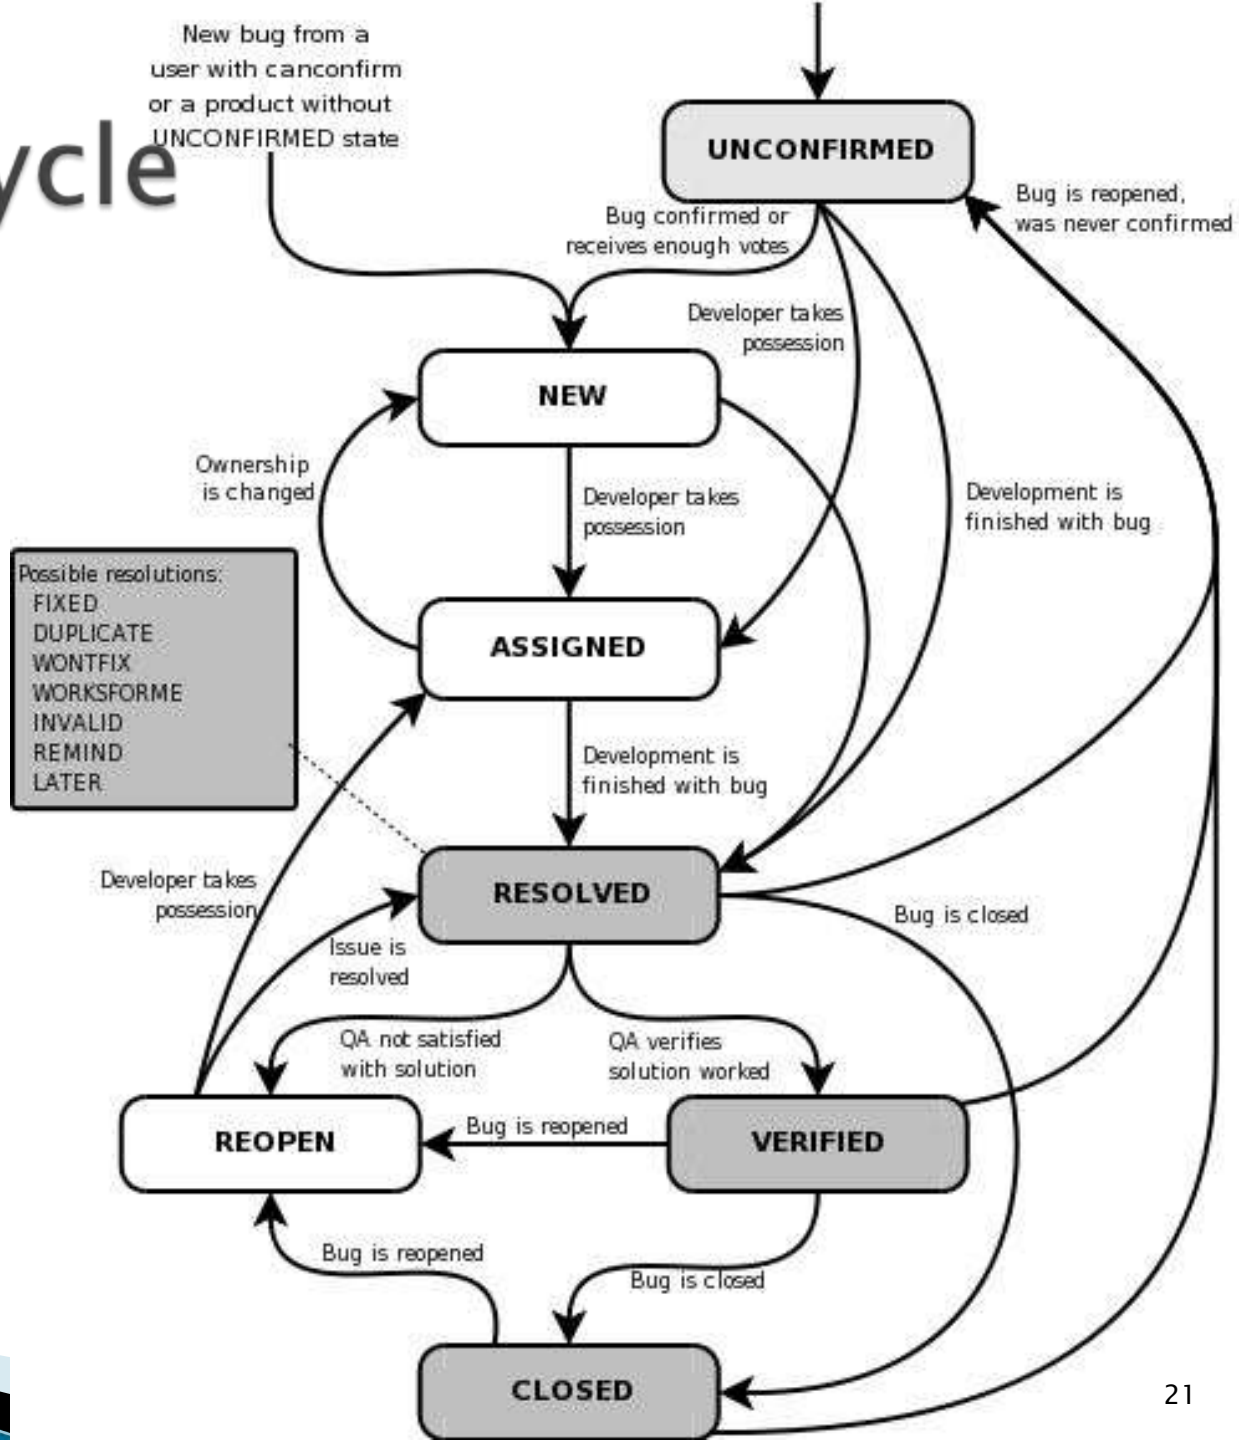 New bug from a
user with canconfirm
or a product without
UNCONFIRMED state
ycle
UNCONFIRMED
Bug is reopened,
was never confirmed
Bug confirmed or
receives enough votes
Developer takes
possession
NEW
Ownership
is changed
Developer takes
possession
Development is
finished with bug
Possible resolutions:
FIXED
DUPLICATE
WONTFIX
WORKSFORME
INVALID
REMIND
LATER
ASSIGNED
Development is
finished with bug
Developer takes
possession
RESOLVED
Bug is closed
Issue is
resolved
QA not satisfied
with solution
QA verifies
solution worked
REOPEN
Bug is reopened
VERIFIED
Bug is reopened
Bug is closed
CLOSED
21